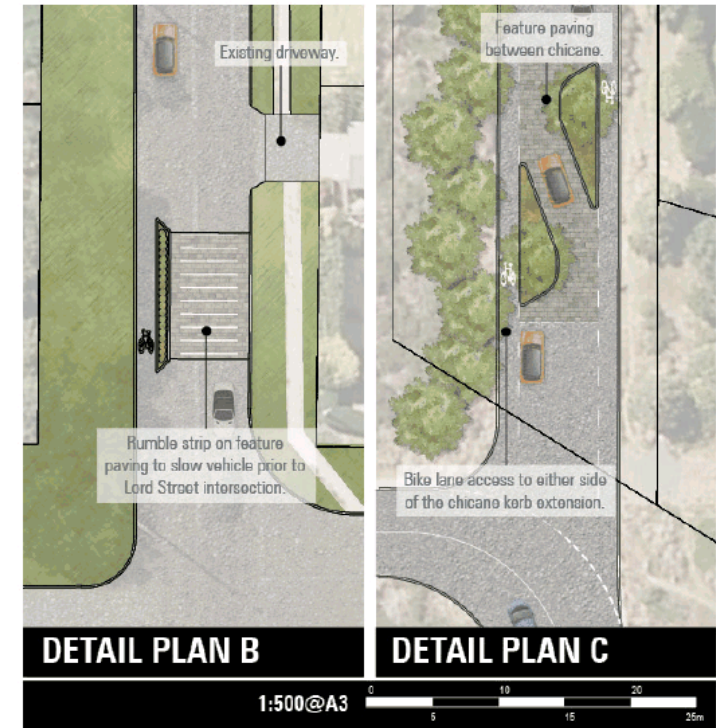 Existing driveway.
Rumble strip on feature
paving to slow vehicle prior to
Lord Street intersection.
DETAIL PLAN B
Feature paving
between chicane.
Bike lane access to either side
of the chicane kerb extension.
DETAIL PLAN C
1:500@A3
0 5 10 15 20 25m